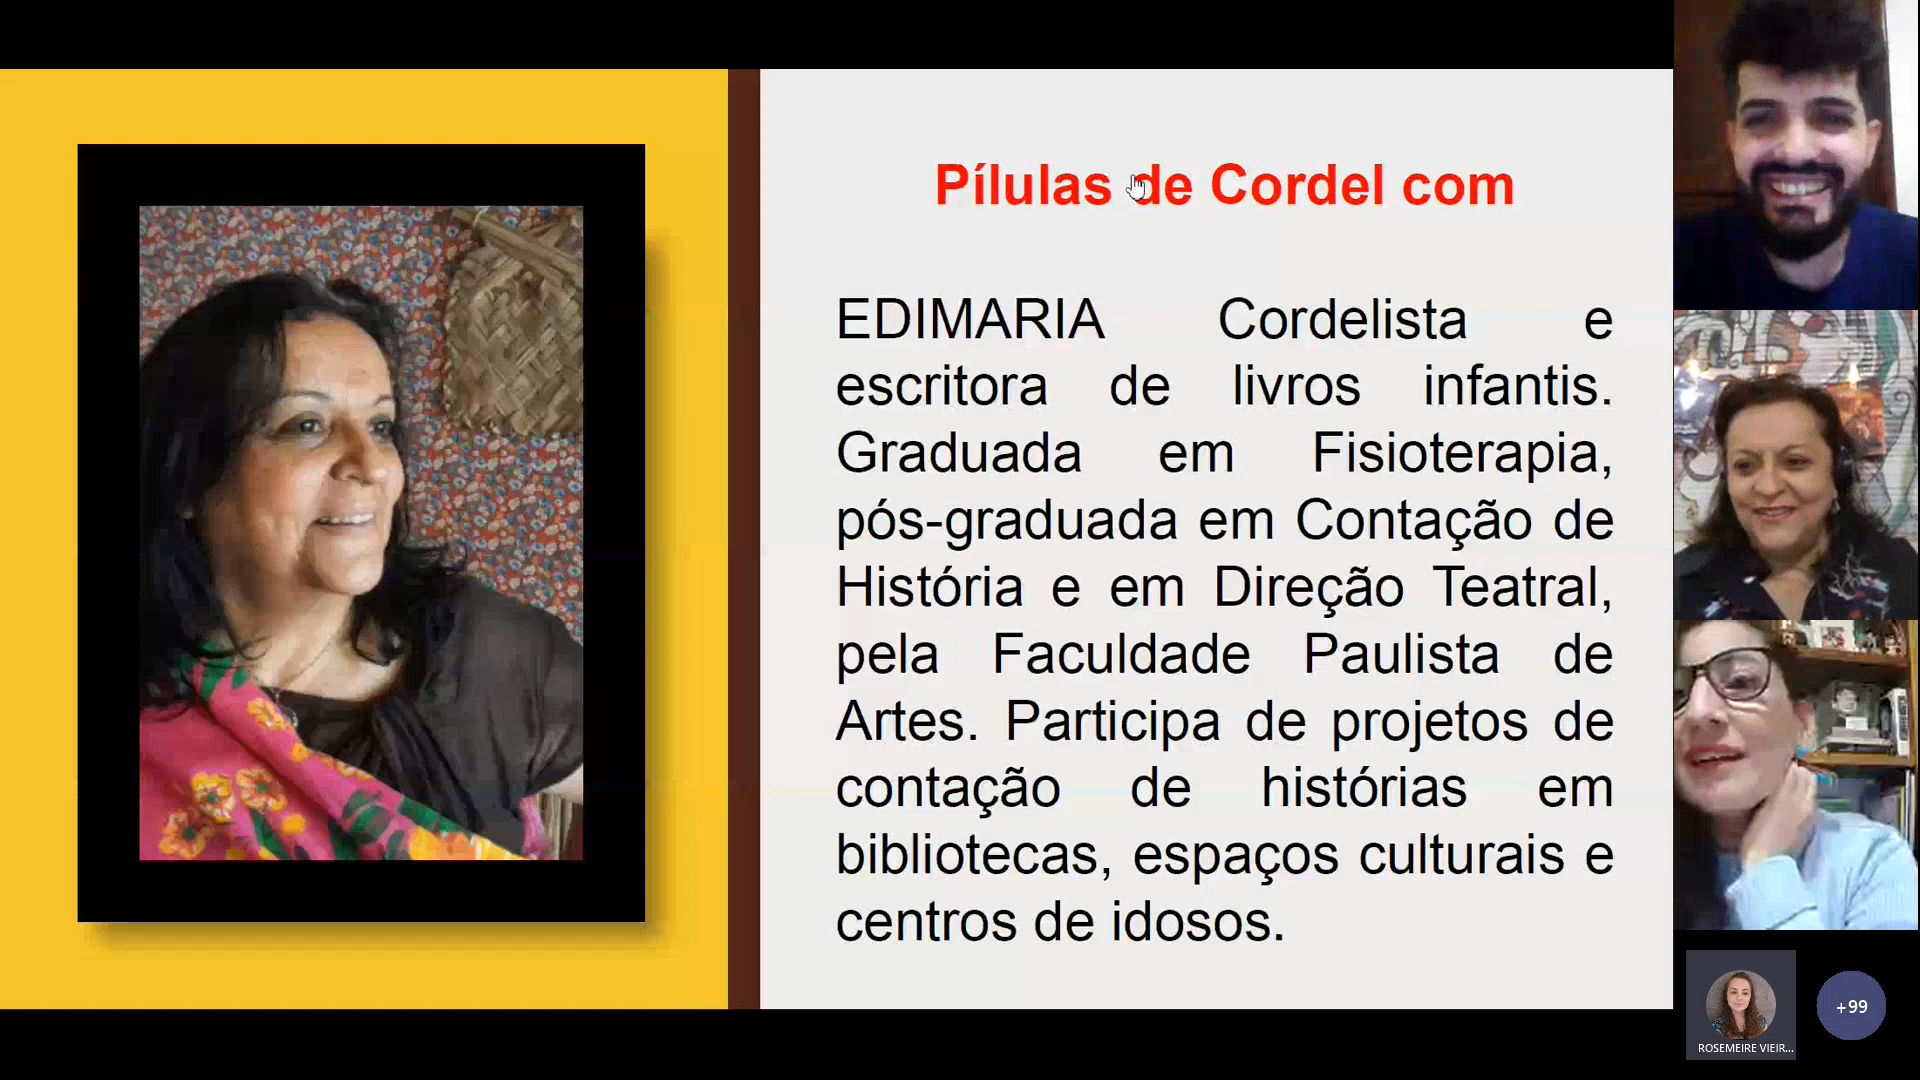 Pílulas de Cordel com
EDIMARIA Cordelista e
escritora de livros infantis.
Graduada em Fisioterapia,
pós-graduada em Contação de
História e em Direção Teatral,
pela Faculdade Paulista de
Artes. Participa de projetos de
contação de histórias em
bibliotecas, espaços culturais e
centros de idosos.
+99
ROSEMEIRE VIEIR...